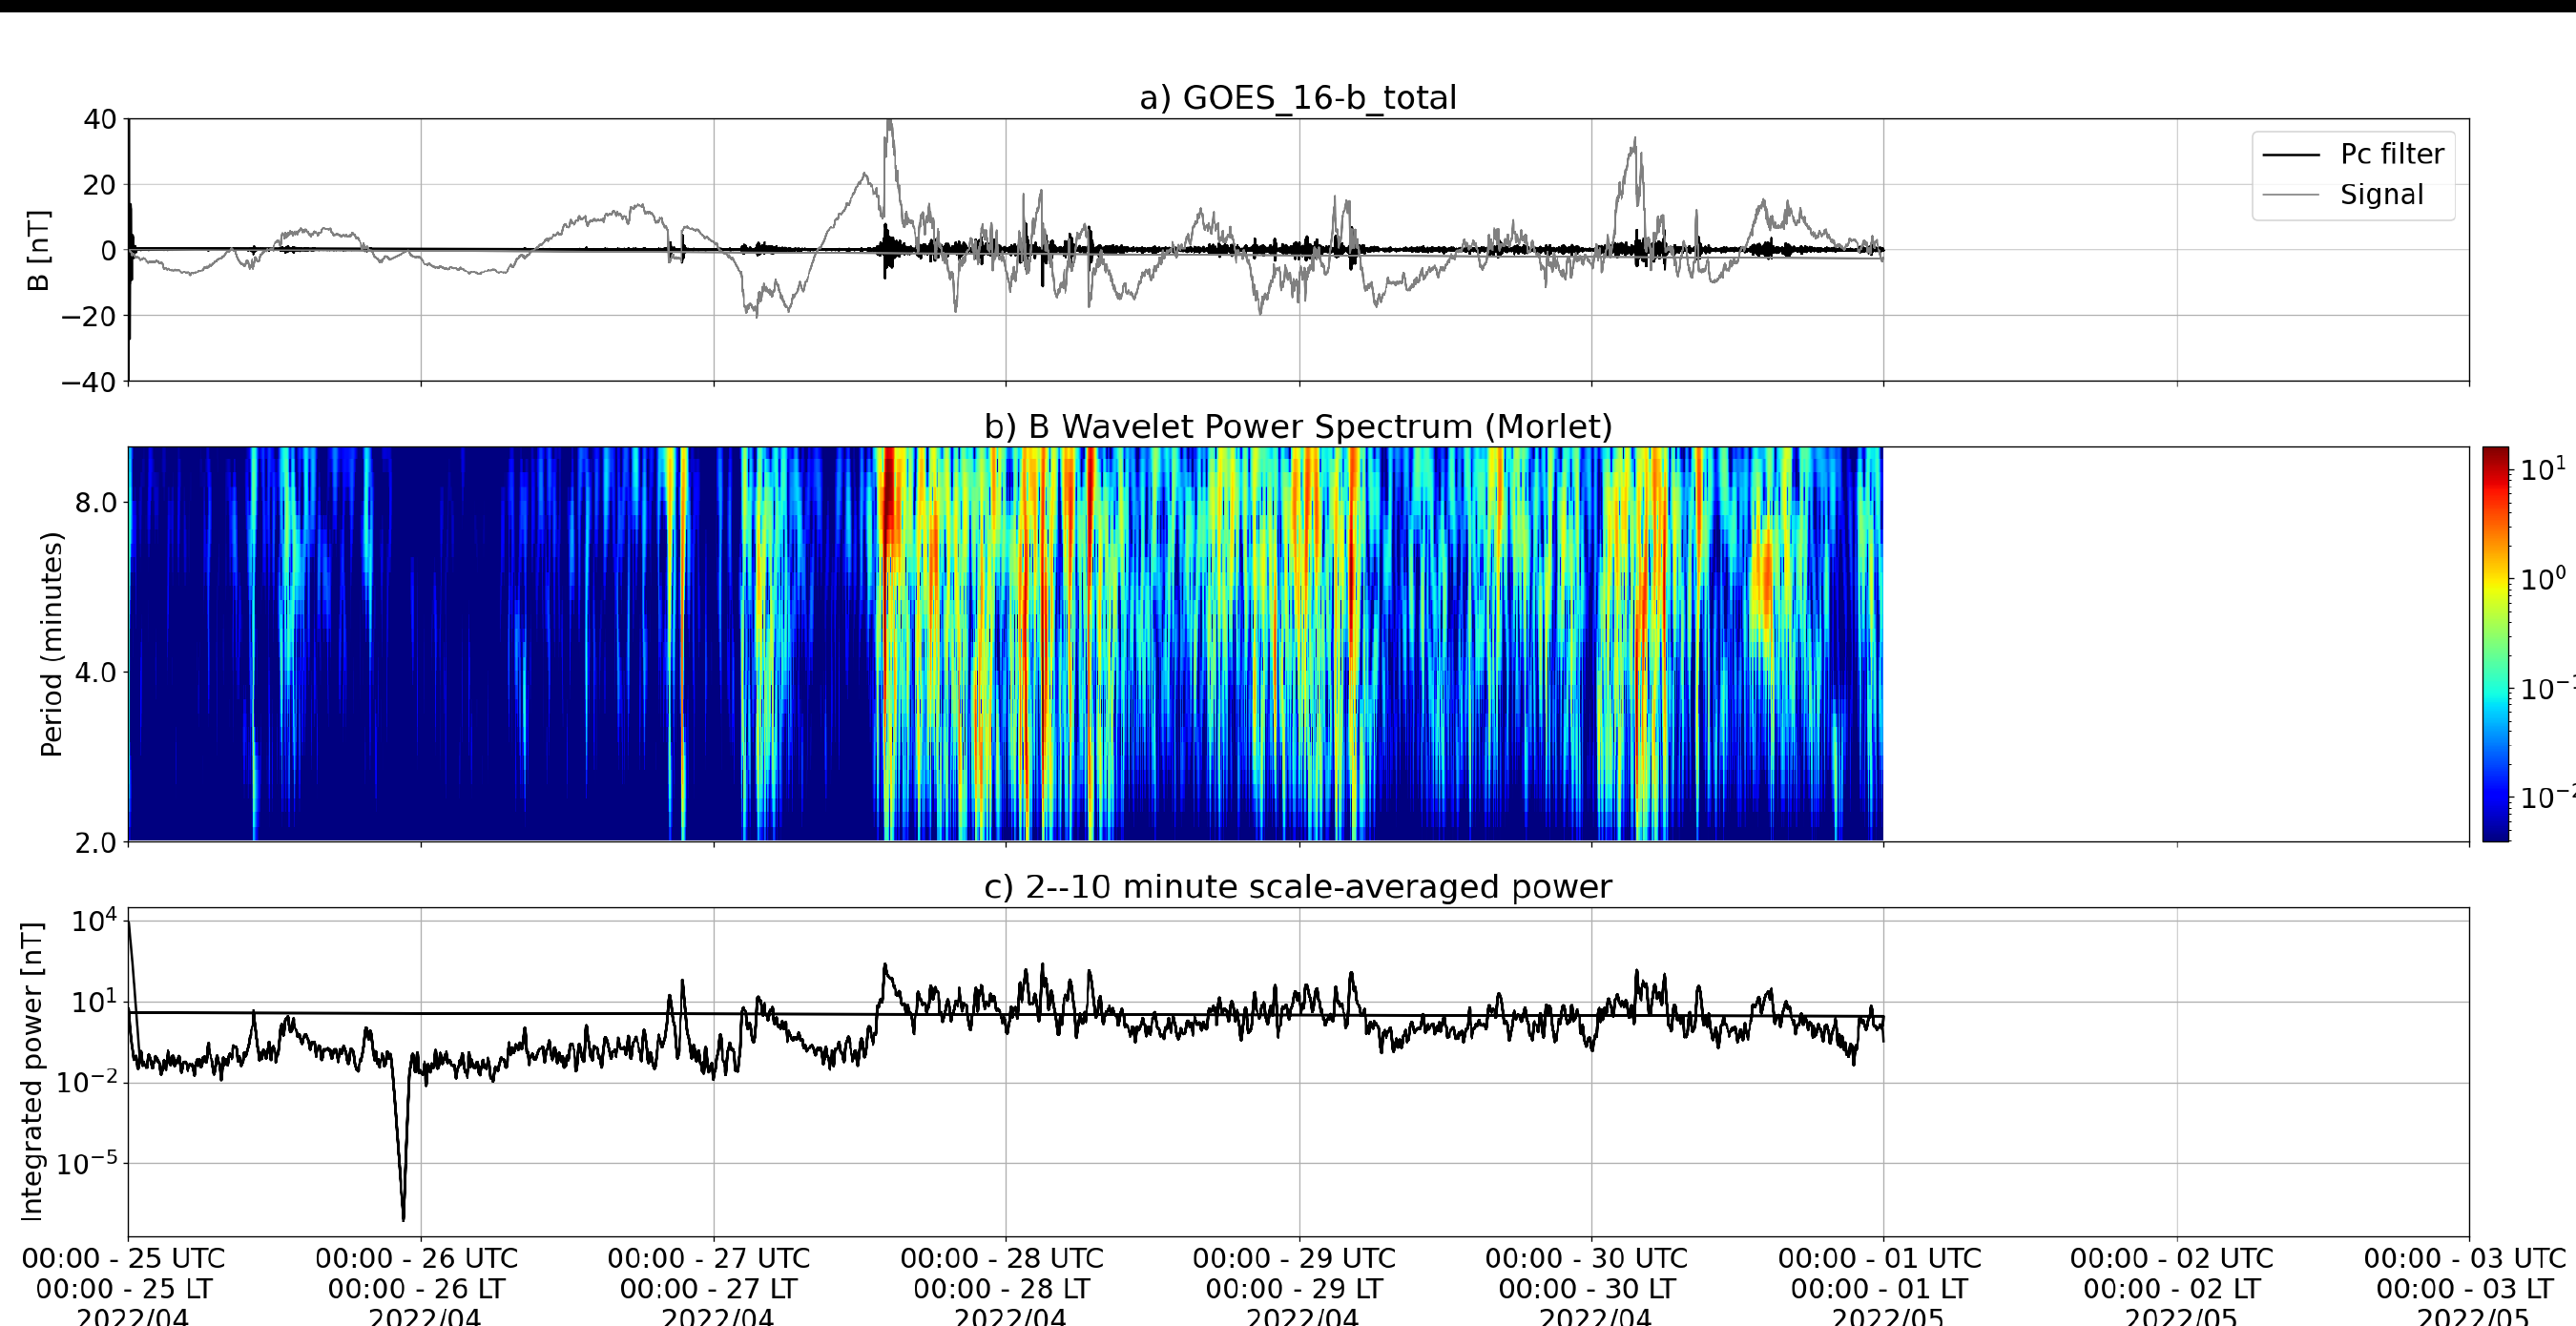 a) GOES_16-b_total
40
20
0
−20
−40
B [nT]
Pc filter
Signal
b) B Wavelet Power Spectrum (Morlet)
8.0
4.0
2.0
Period (minutes)
10¹
10⁰
10⁻¹
10⁻²
c) 2--10 minute scale-averaged power
10⁴
10¹
10⁻²
10⁻⁵
Integrated power [nT]
00:00 - 25 UTC 00:00 - 26 UTC 00:00 - 27 UTC 00:00 - 28 UTC 00:00 - 29 UTC 00:00 - 30 UTC 00:00 - 01 UTC 00:00 - 02 UTC 00:00 - 03 UTC
00:00 - 25 LT 00:00 - 26 LT 00:00 - 27 LT 00:00 - 28 LT 00:00 - 29 LT 00:00 - 30 LT 00:00 - 01 LT 00:00 - 02 LT 00:00 - 03 LT
2022/04 2022/04 2022/04 2022/04 2022/04 2022/04 2022/05 2022/05 2022/05